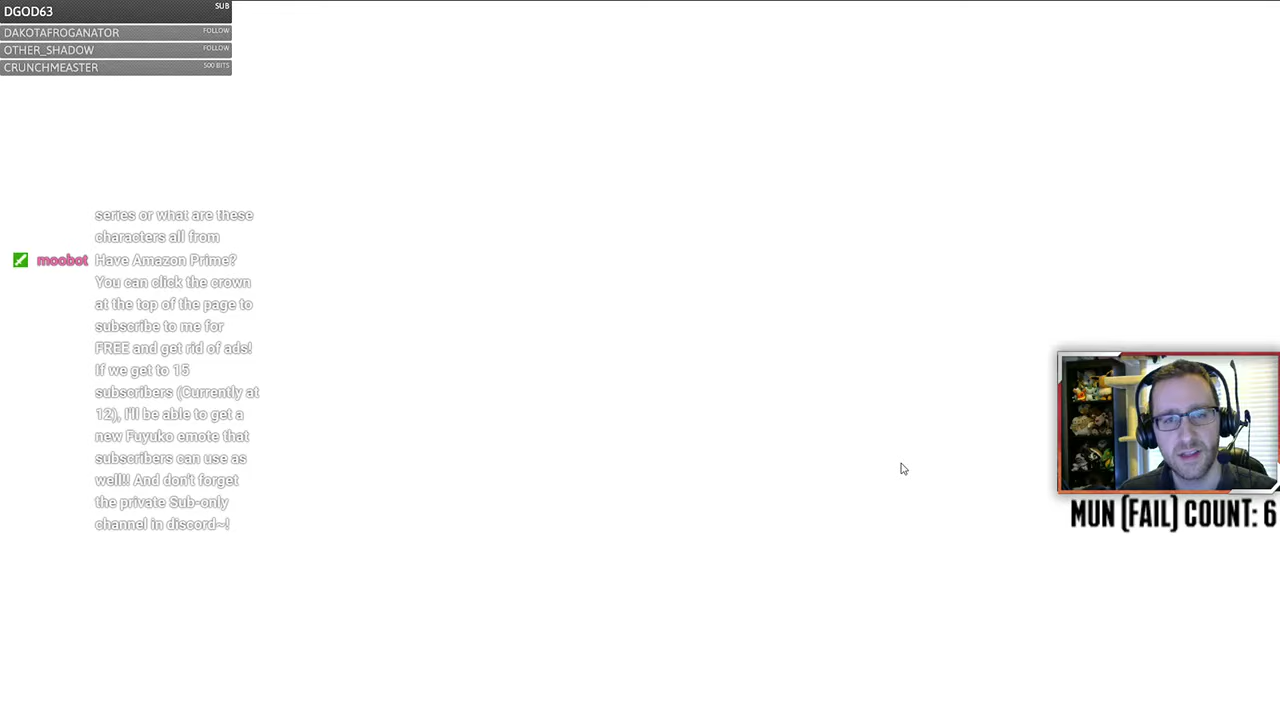 DGOD63 SUB
DAKOTAFROGANATOR FOLLOW
OTHER_SHADOW FOLLOW
CRUNCHMEASTER 500 BITS
series or what are these
characters all from
moobot Have Amazon Prime?
You can click the crown
at the top of the page to
subscribe to me for
FREE and get rid of ads!
If we get to 15
subscribers (Currently at
12), I'll be able to get a
new Fuyuko emote that
subscribers can use as
well!! And don't forget
the private Sub-only
channel in discord~!
MUN (FAIL) COUNT: 6